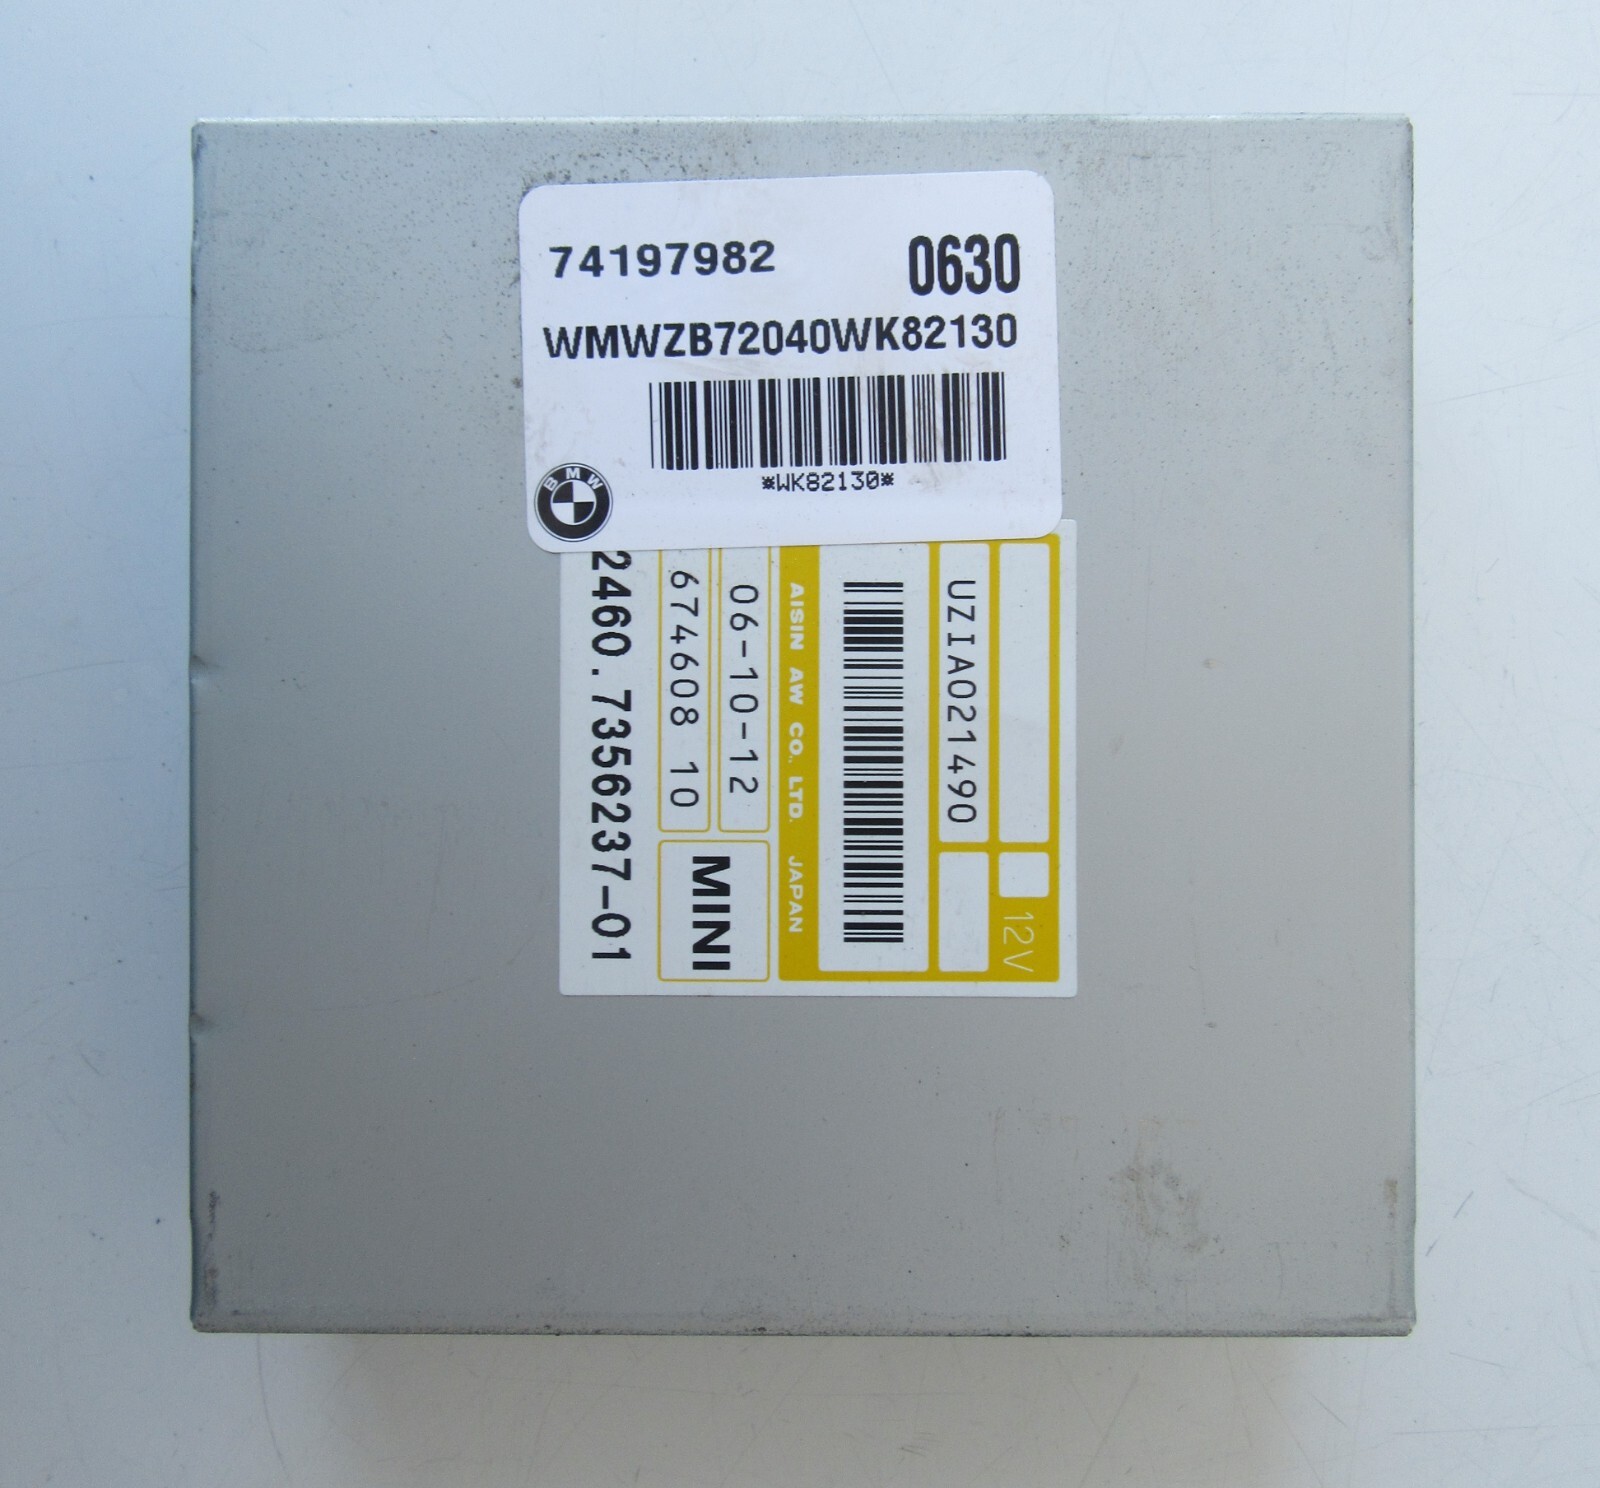 74197982 0630
WMWZB72040WK82130
*WK82130*
BMW
12V
UZIA021490
AISIN AW CO., LTD. JAPAN
06-10-12
674608 10
MINI
2460.7356237-01